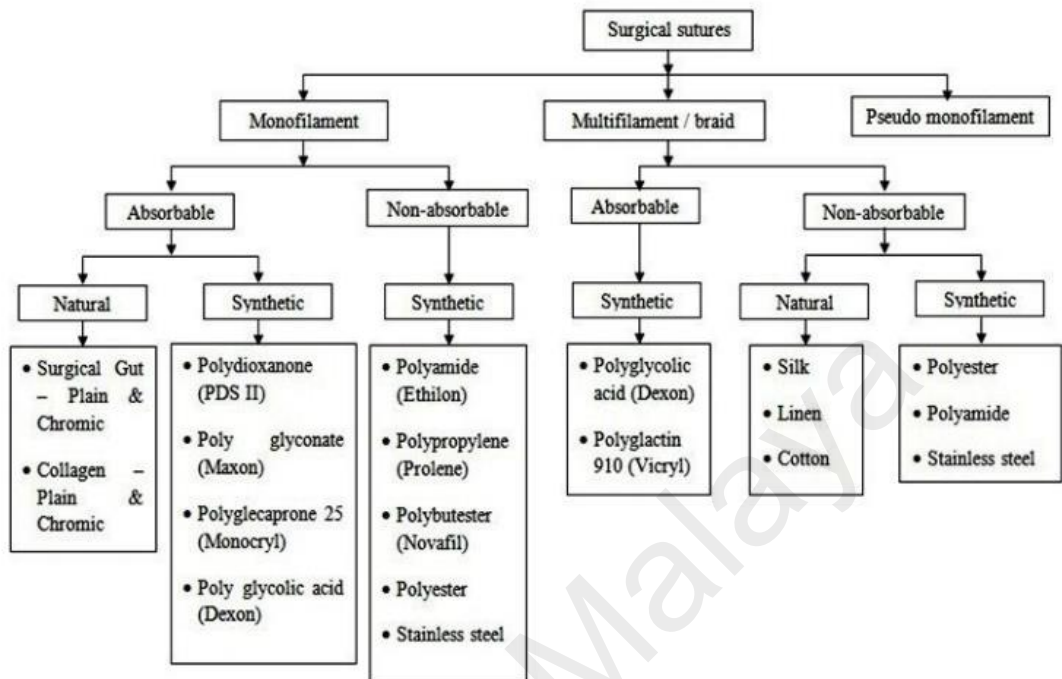 Surgical sutures
Monofilament
Multifilament / braid
Pseudo monofilament
Absorbable
Non-absorbable
Absorbable
Non-absorbable
Natural
Synthetic
Synthetic
Synthetic
Natural
Synthetic
• Surgical Gut
– Plain &
Chromic
• Collagen –
Plain &
Chromic
• Polydioxanone
(PDS II)
• Poly glyconate
(Maxon)
• Polyglecaprone 25
(Monocryl)
• Poly glycolic acid
(Dexon)
• Polyamide
(Ethilon)
• Polypropylene
(Prolene)
• Polybutester
(Novafil)
• Polyester
• Stainless steel
• Polyglycolic
acid (Dexon)
• Polyglactin
910 (Vicryl)
• Silk
• Linen
• Cotton
• Polyester
• Polyamide
• Stainless steel
Malaya